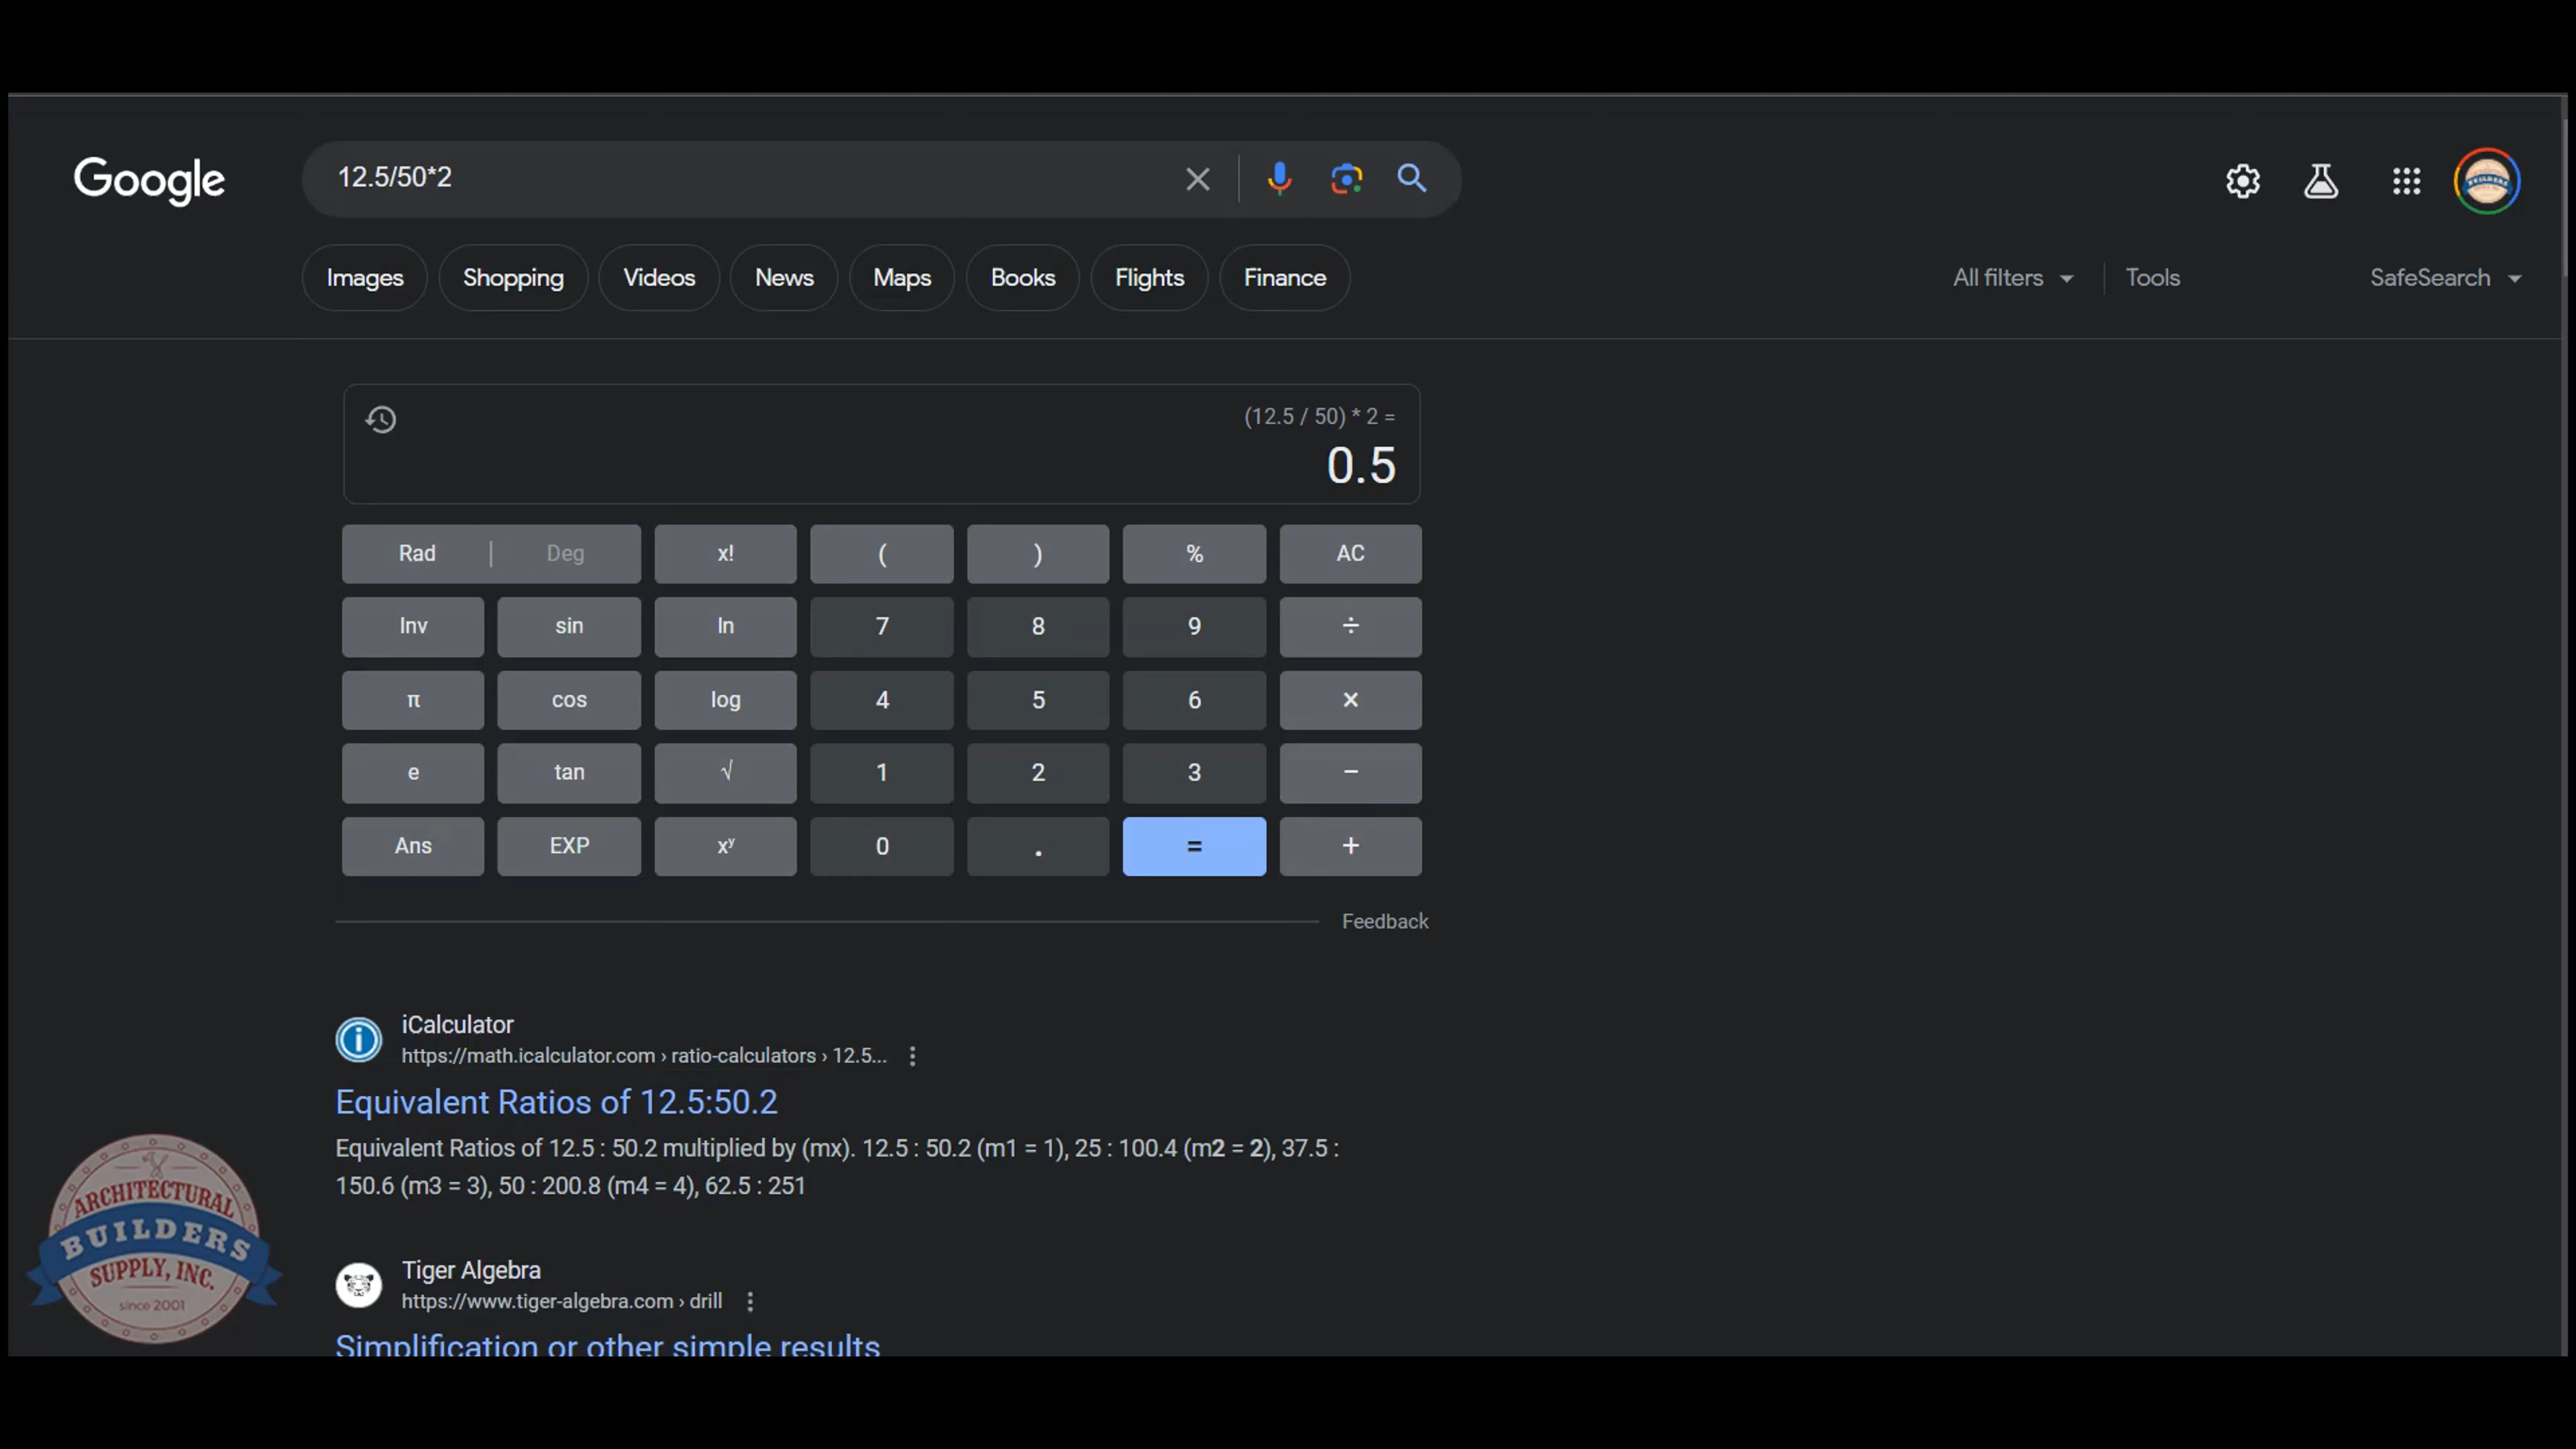 Google
12.5/50*2
Images Shopping Videos News Maps Books Flights Finance
All filters Tools SafeSearch
(12.5 / 50) * 2 =
0.5
Rad | Deg x! ( ) % AC
Inv sin ln 7 8 9 ÷
π cos log 4 5 6 ×
e tan √ 1 2 3 −
Ans EXP xʸ 0 . = +
Feedback
iCalculator
https://math.icalculator.com › ratio-calculators › 12.5...
Equivalent Ratios of 12.5:50.2
Equivalent Ratios of 12.5 : 50.2 multiplied by (mx). 12.5 : 50.2 (m1 = 1), 25 : 100.4 (m2 = 2), 37.5 :
150.6 (m3 = 3), 50 : 200.8 (m4 = 4), 62.5 : 251
Tiger Algebra
https://www.tiger-algebra.com › drill
Simplification or other simple results
ARCHITECTURAL
BUILDERS
SUPPLY, INC.
since 2001